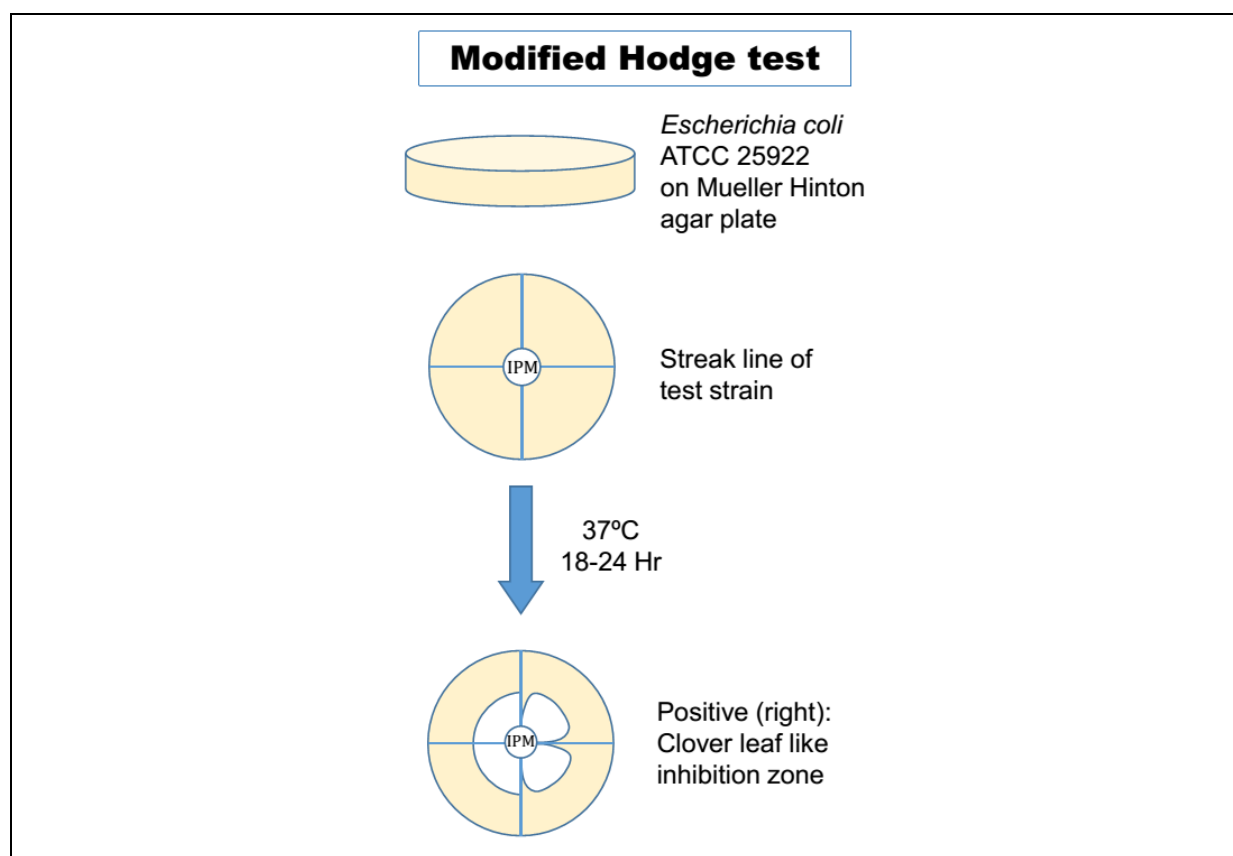 Modified Hodge test
Escherichia coli
ATCC 25922
on Mueller Hinton
agar plate
IPM
Streak line of
test strain
37ºC
18-24 Hr
IPM
Positive (right):
Clover leaf like
inhibition zone